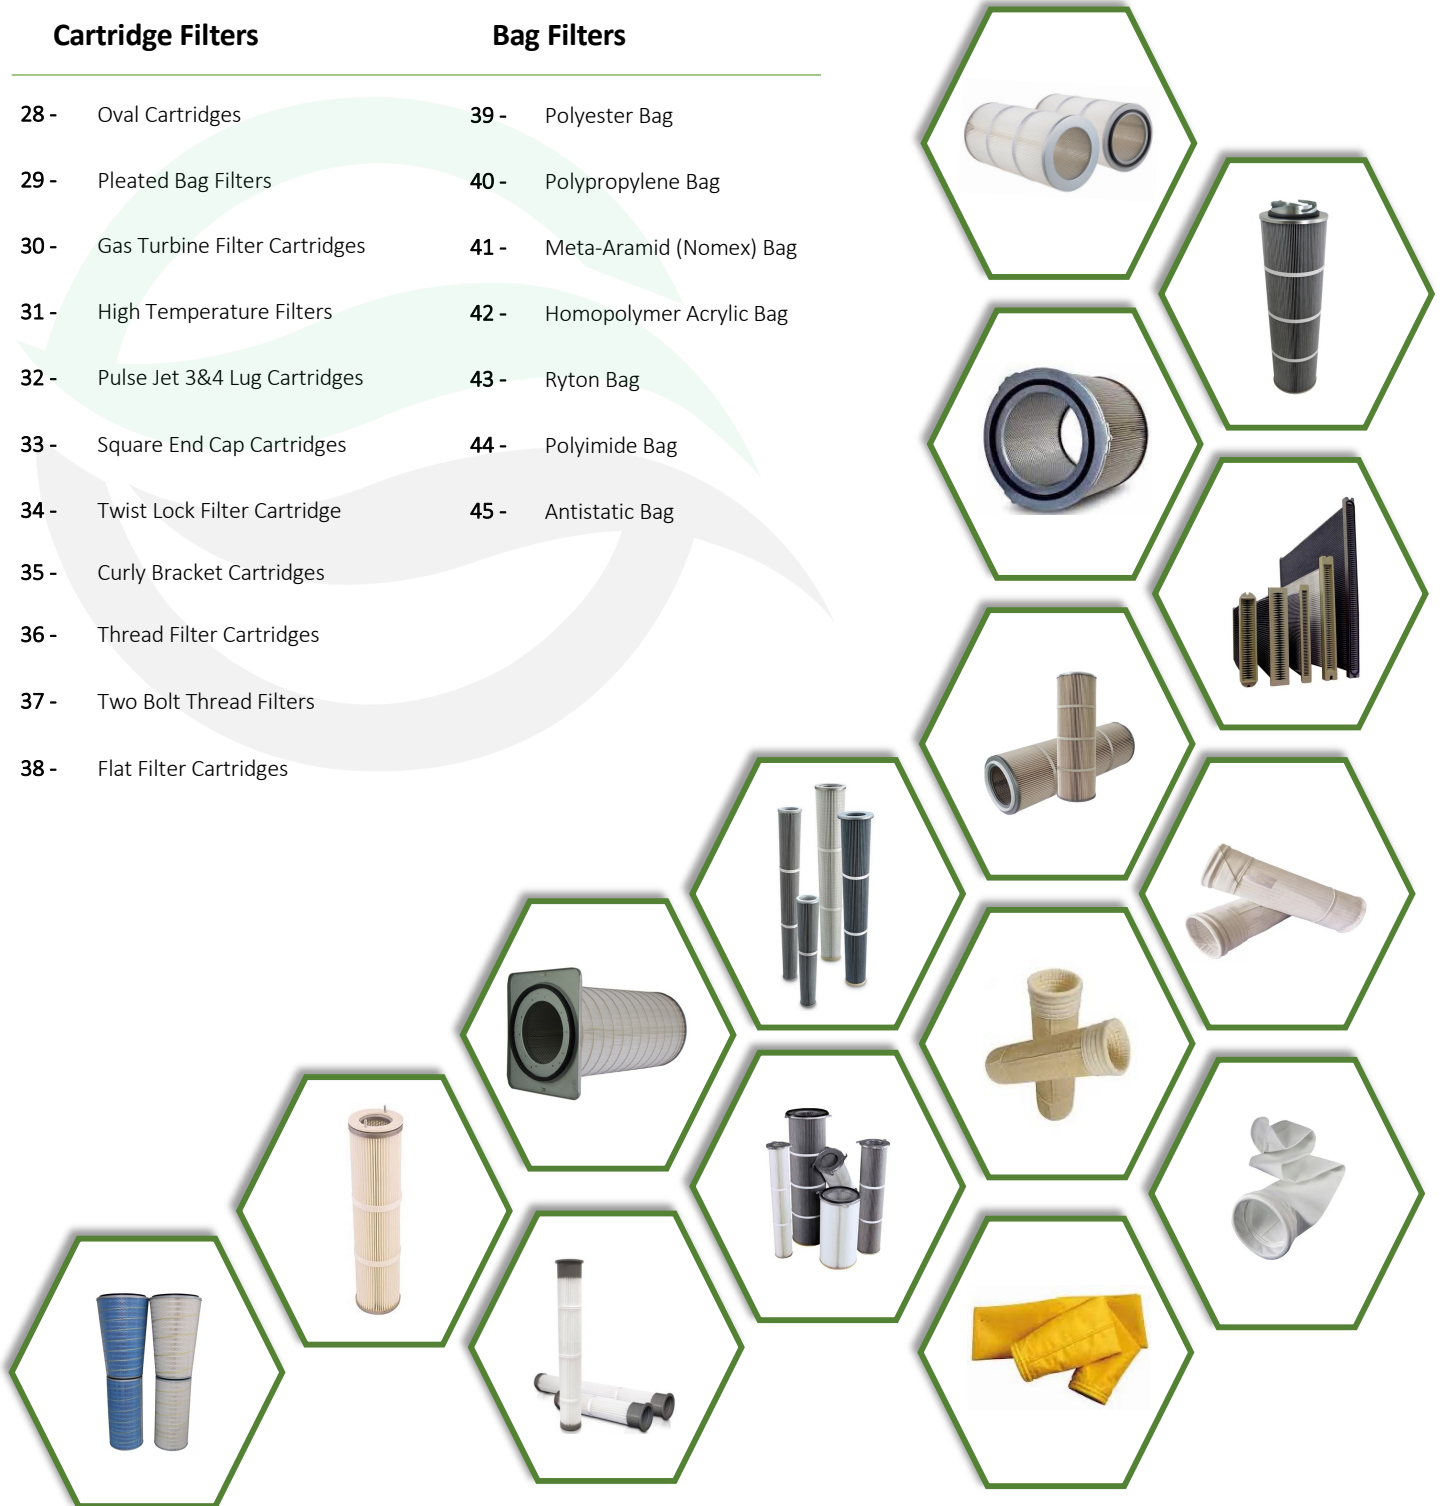 Cartridge Filters
28 - Oval Cartridges
29 - Pleated Bag Filters
30 - Gas Turbine Filter Cartridges
31 - High Temperature Filters
32 - Pulse Jet 3&4 Lug Cartridges
33 - Square End Cap Cartridges
34 - Twist Lock Filter Cartridge
35 - Curly Bracket Cartridges
36 - Thread Filter Cartridges
37 - Two Bolt Thread Filters
38 - Flat Filter Cartridges
Bag Filters
39 - Polyester Bag
40 - Polypropylene Bag
41 - Meta-Aramid (Nomex) Bag
42 - Homopolymer Acrylic Bag
43 - Ryton Bag
44 - Polyimide Bag
45 - Antistatic Bag